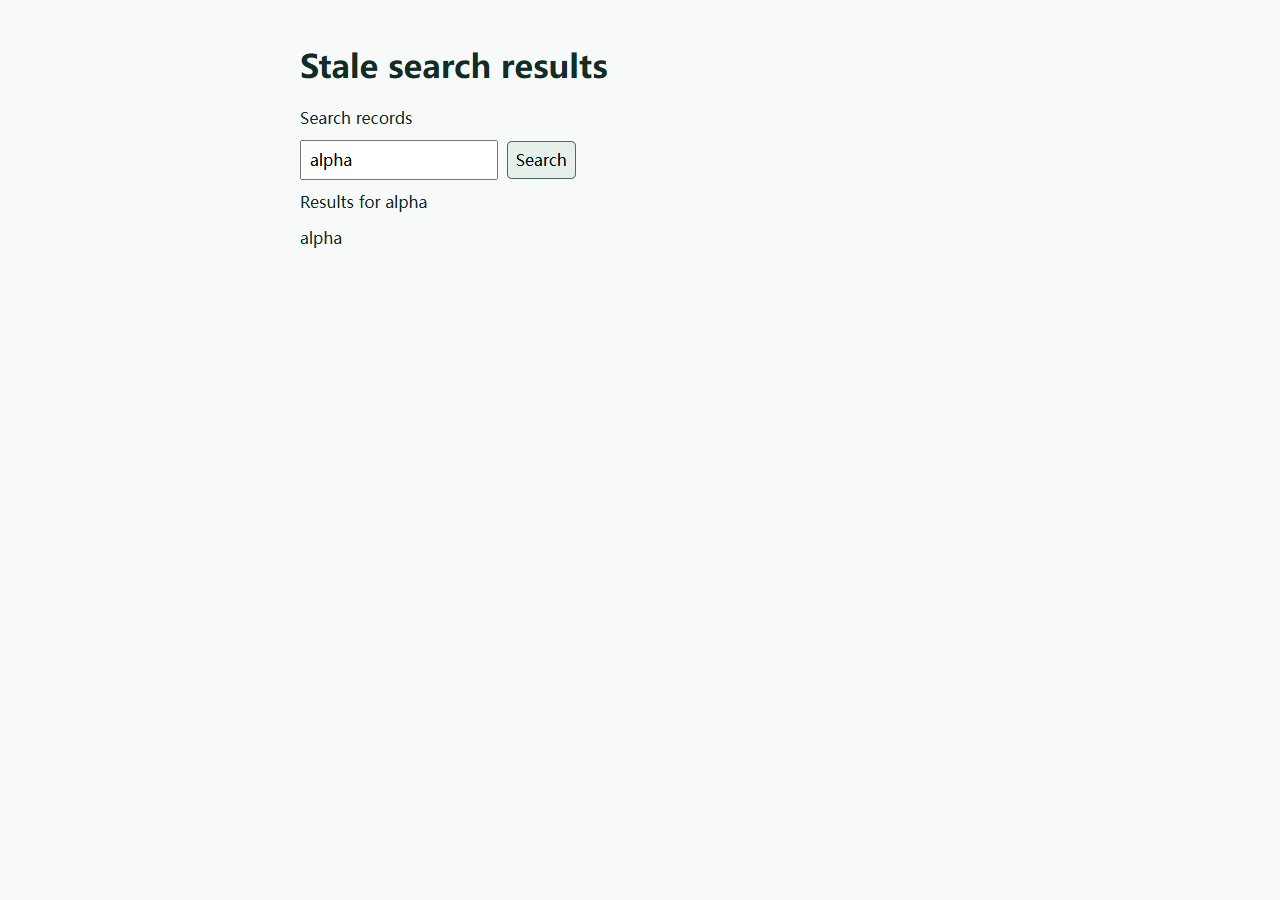 Stale search results
Search records
alpha
Search
Results for alpha
alpha